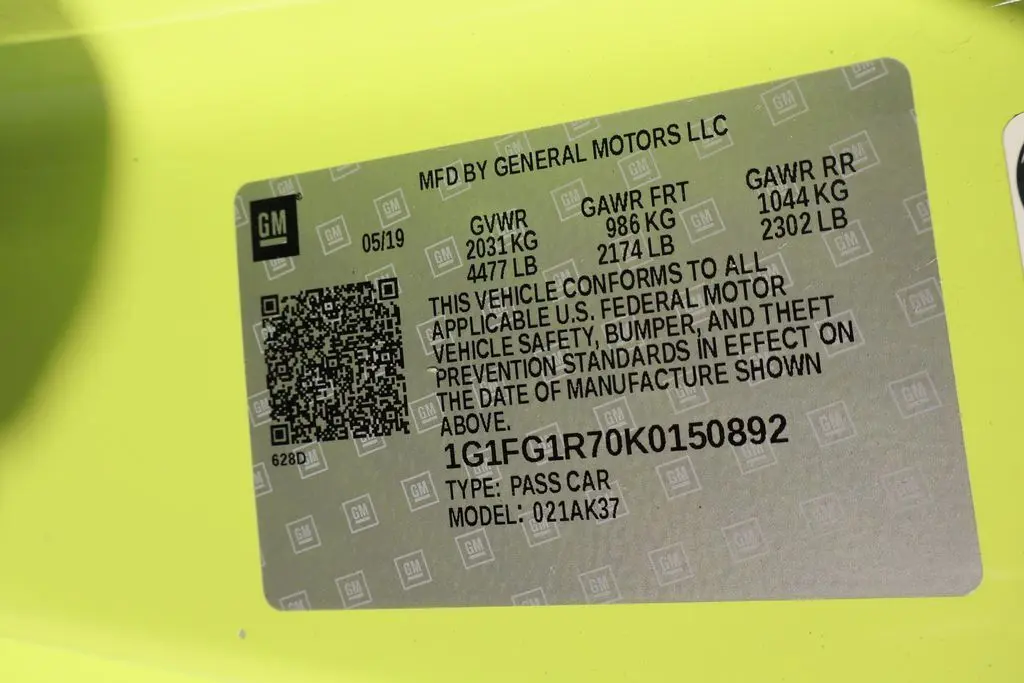 MFD BY GENERAL MOTORS LLC
GM
05/19
GVWR
2031 KG
4477 LB
GAWR FRT
986 KG
2174 LB
GAWR RR
1044 KG
2302 LB
THIS VEHICLE CONFORMS TO ALL
APPLICABLE U.S. FEDERAL MOTOR
VEHICLE SAFETY, BUMPER, AND THEFT
PREVENTION STANDARDS IN EFFECT ON
THE DATE OF MANUFACTURE SHOWN
ABOVE.
628D
1G1FG1R70K0150892
TYPE: PASS CAR
MODEL: 021AK37